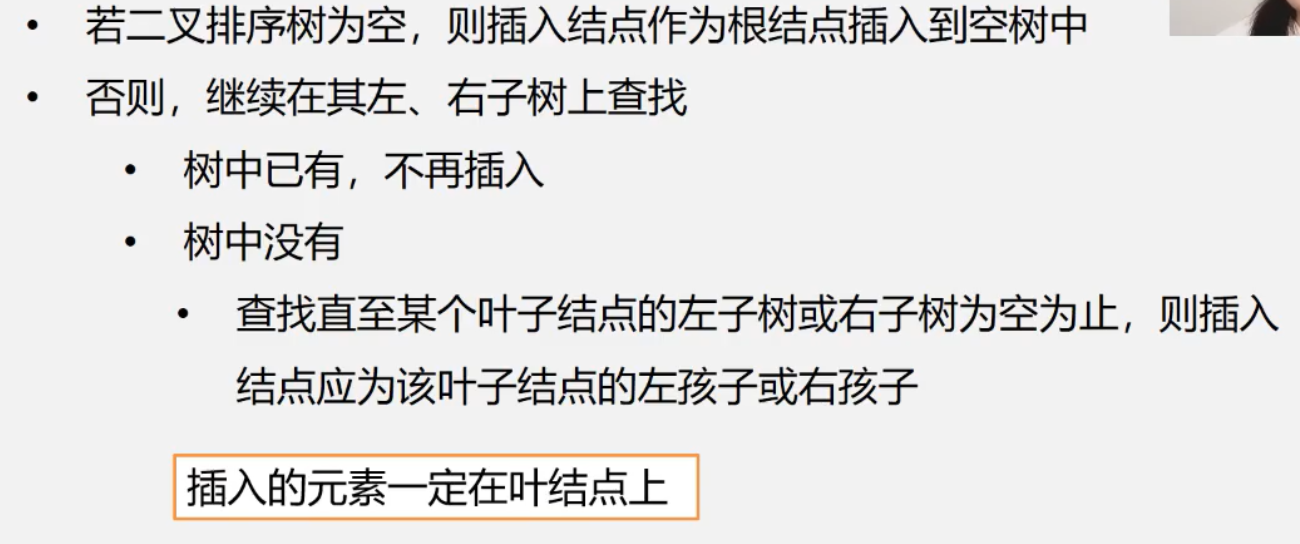 • 若二叉排序树为空，则插入结点作为根结点插入到空树中
• 否则，继续在其左、右子树上查找
• 树中已有，不再插入
• 树中没有
• 查找直至某个叶子结点的左子树或右子树为空为止，则插入
结点应为该叶子结点的左孩子或右孩子
插入的元素一定在叶结点上